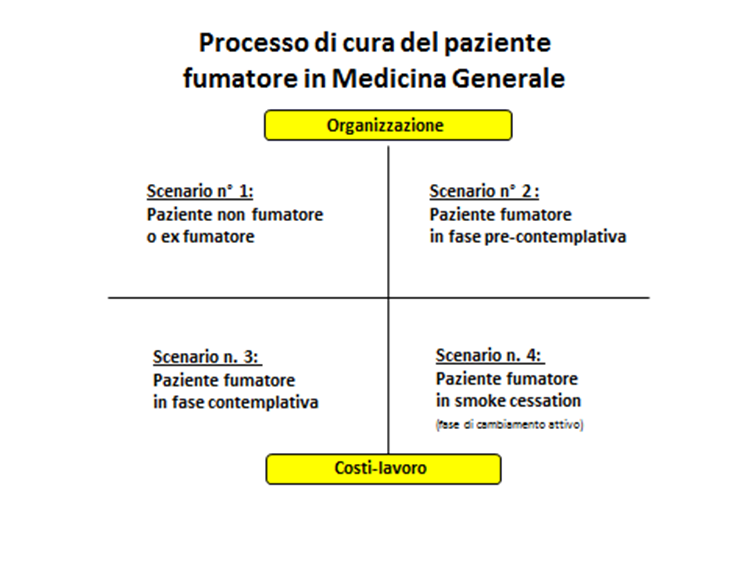 Processo di cura del paziente
fumatore in Medicina Generale
Organizzazione
Scenario n° 1:
Paziente non fumatore
o ex fumatore
Scenario n° 2 :
Paziente fumatore
in fase pre-contemplativa
Scenario n. 3:
Paziente fumatore
in fase contemplativa
Scenario n. 4:
Paziente fumatore
in smoke cessation
(fase di cambiamento attivo)
Costi-lavoro